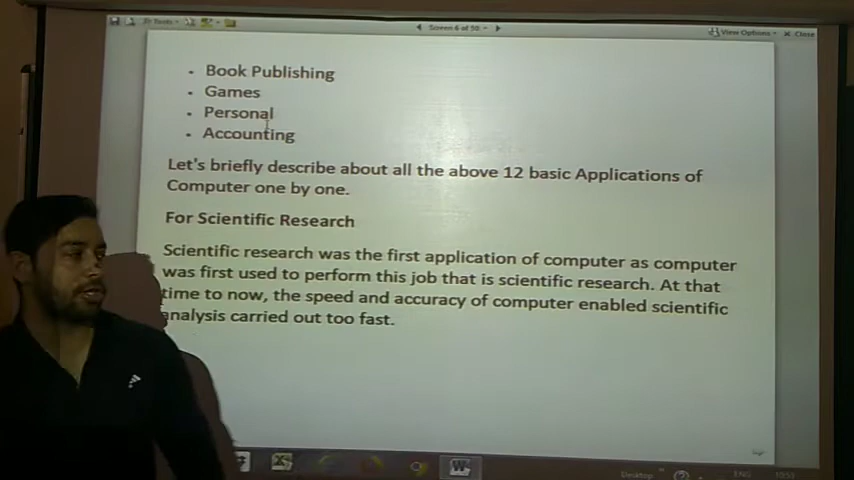 Tools
Screen 6 of 50
View Options
Close
Book Publishing
Games
Personal
Accounting
Let's briefly describe about all the above 12 basic Applications of
Computer one by one.
For Scientific Research
Scientific research was the first application of computer as computer
was first used to perform this job that is scientific research. At that
time to now, the speed and accuracy of computer enabled scientific
analysis carried out too fast.
Desktop
ENG